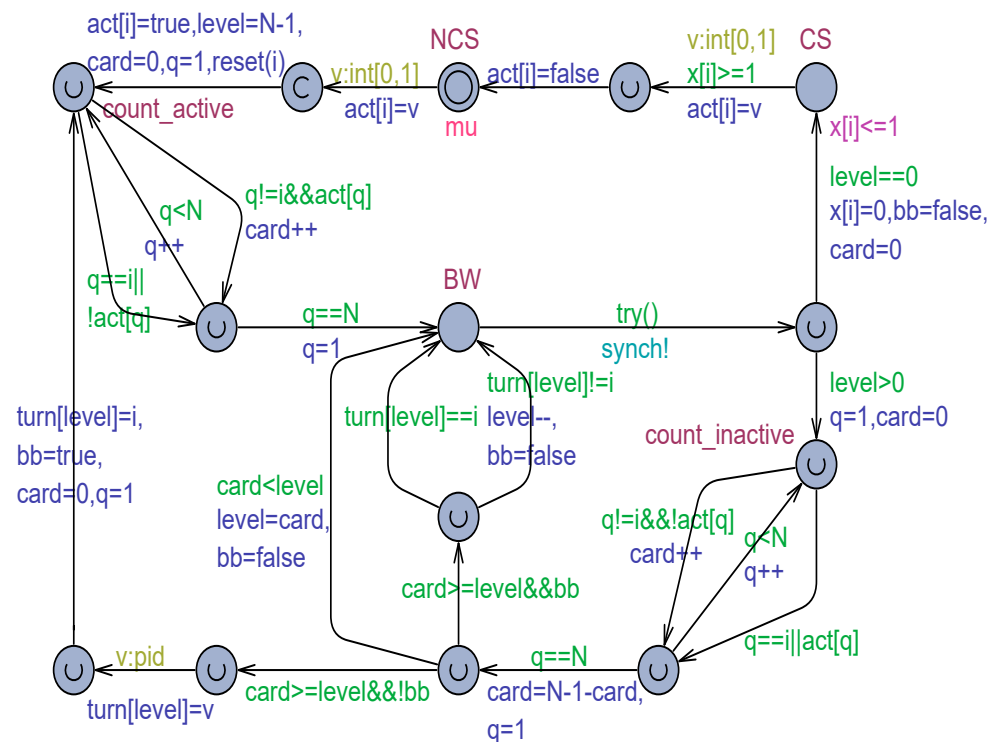 act[i]=true,level=N-1,
card=0,q=1,reset(i)
count_active
v:int[0,1]
act[i]=v
NCS
mu
act[i]=false
v:int[0,1]
x[i]>=1
act[i]=v
CS
x[i]<=1
level==0
x[i]=0,bb=false,
card=0
q!=i&&act[q]
card++
q<N
q++
q==i||
!act[q]
q==N
q=1
BW
try()
synch!
level>0
q=1,card=0
count_inactive
turn[level]!=i
level--,
bb=false
turn[level]==i
turn[level]=i,
bb=true,
card=0,q=1
card<level
level=card,
bb=false
q!=i&&!act[q]
card++
q<N
q++
card>=level&&bb
q==i||act[q]
q==N
card=N-1-card,
q=1
card>=level&&!bb
v:pid
turn[level]=v